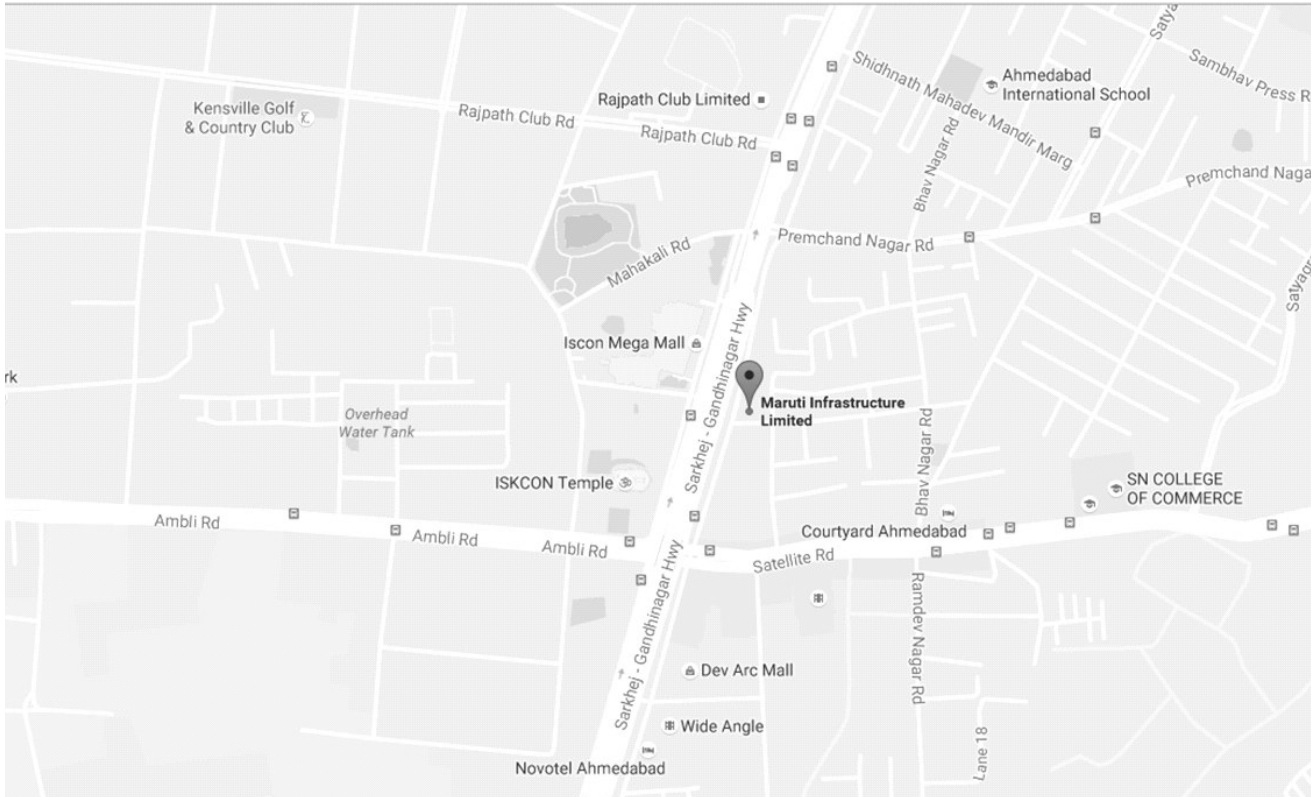 Satya
Sambhav Press R
Shidhnath Mahadev Mandir Marg
Ahmedabad
International School
Kensville Golf
& Country Club
Rajpath Club Limited
Rajpath Club Rd
Rajpath Club Rd
Bhav Nagar Rd
Premchand Nagar
Premchand Nagar Rd
Mahakali Rd
Satyagr
Sarkhej - Gandhinagar Hwy
Iscon Mega Mall
rk
Maruti Infrastructure
Limited
Overhead
Water Tank
Bhav Nagar Rd
ISKCON Temple
SN COLLEGE
OF COMMERCE
Ambli Rd
Ambli Rd
Ambli Rd
Courtyard Ahmedabad
Satellite Rd
Sarkhej - Gandhinagar Hwy
Ramdev Nagar Rd
Dev Arc Mall
Wide Angle
Lane 18
Novotel Ahmedabad